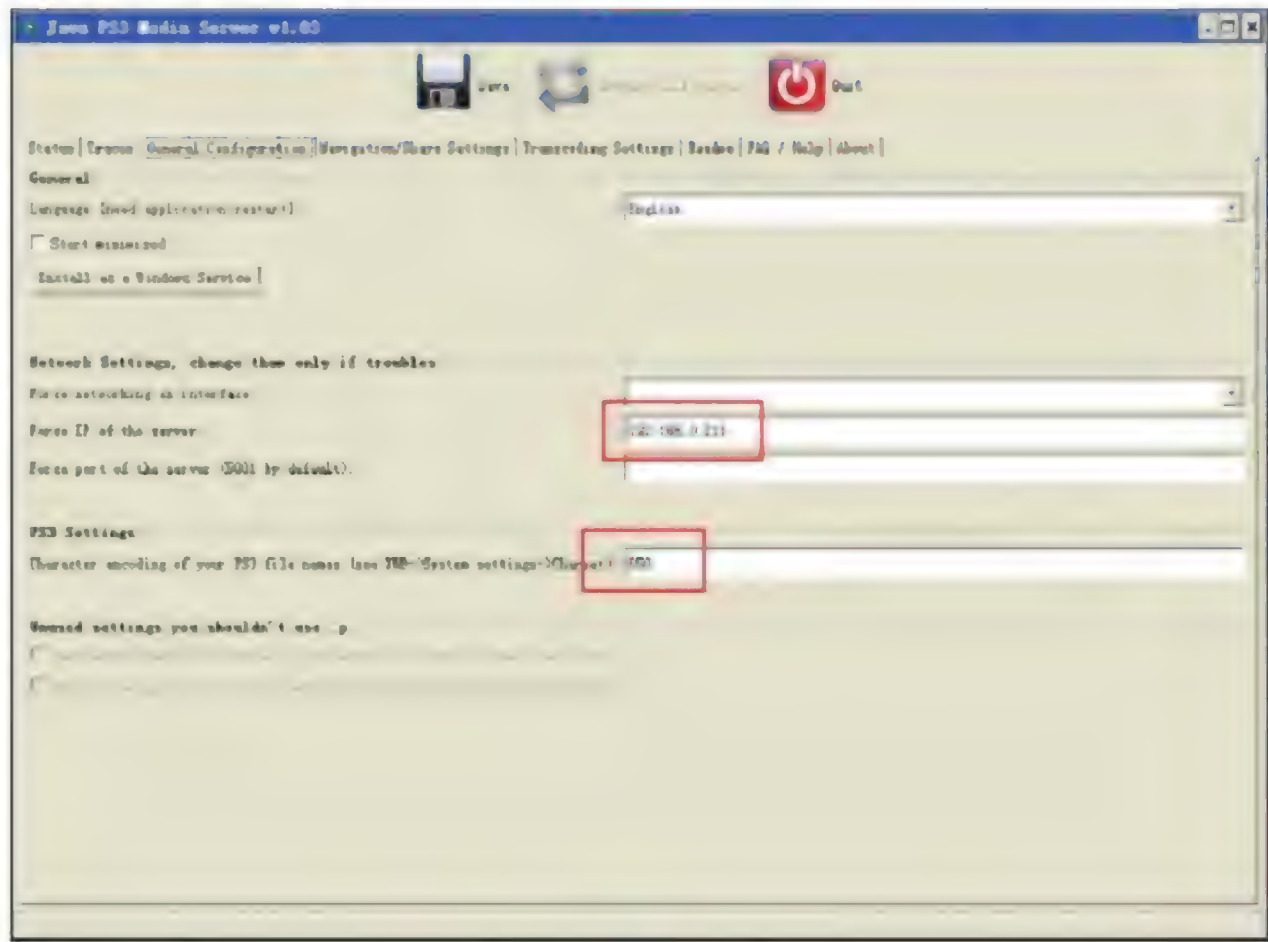 Java PS3 Media Server v1.03
Save
Quit
Status Traces General Configuration Navigation/Share Settings Transcoding Settings FAQ / Help About
General
Language (need application restart)
English
Start minimized
Install as a Windows Service
Network Settings, change them only if troubles
Force networking on interface
Force IP of the server
Force port of the server (5001 by default)
PS3 Settings
Character encoding of your PS3 file names (see XMB->System settings->Charset)
Unused settings you shouldn't use :p